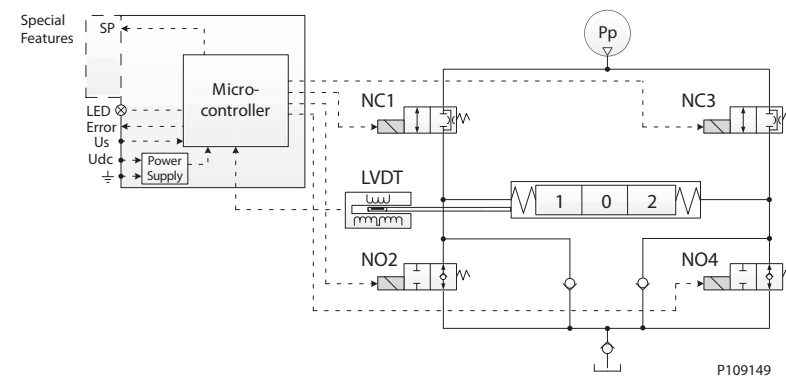 Special
Features
SP
Pp
Micro-
controller
NC1
NC3
LED
Error
Us
Udc
Power
Supply
LVDT
1 0 2
NO2
NO4
P109149